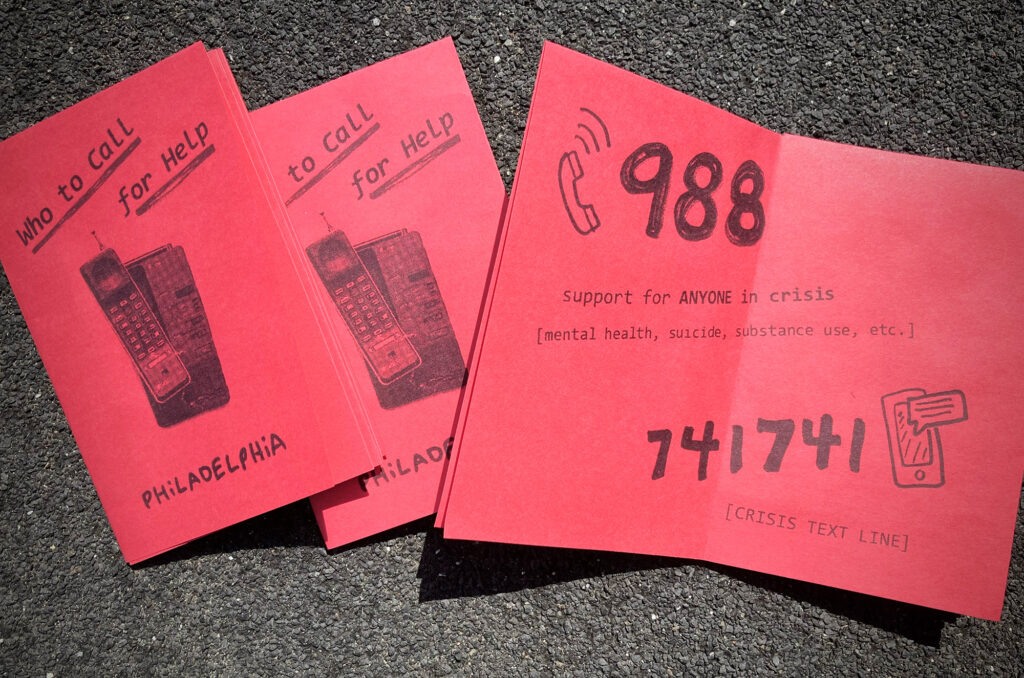 Who to Call
for Help
PHiLADELPHiA
to Call
for Help
PHiLADE
988
support for ANYONE in crisis
[mental health, suicide, substance use, etc.]
741741
[CRISIS TEXT LINE]